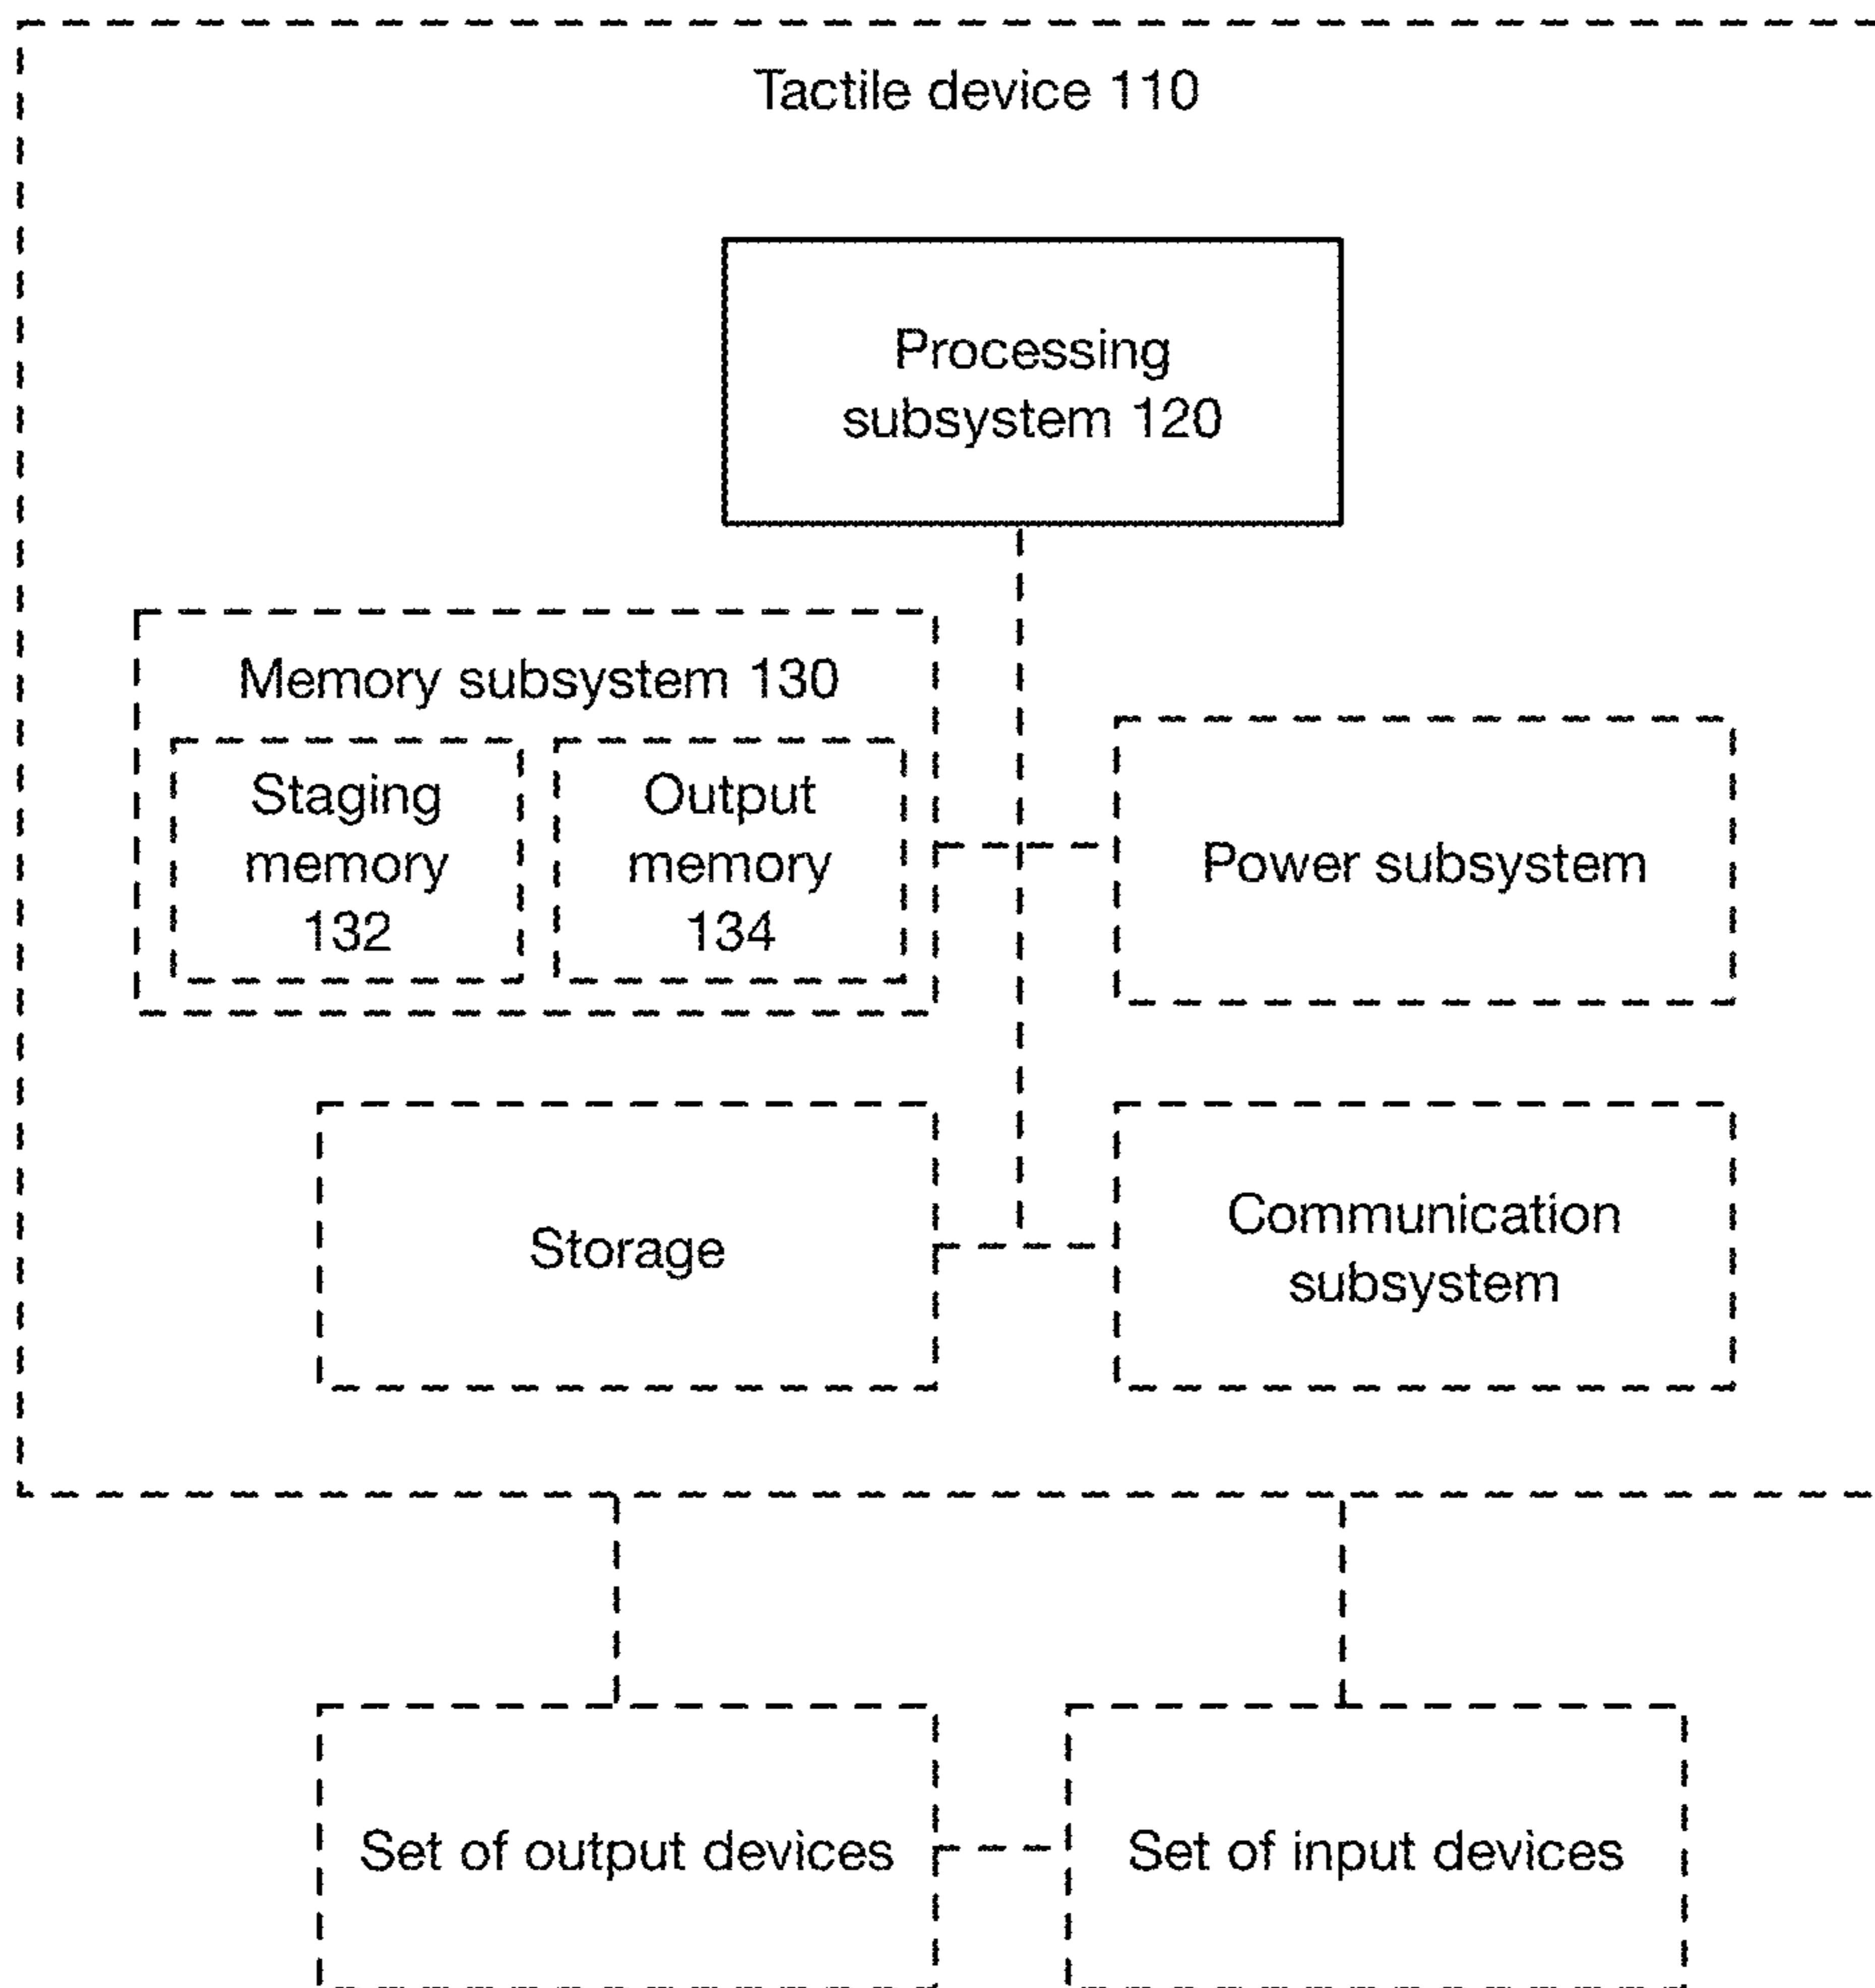 Tactile device 110
Processing
subsystem 120
Memory subsystem 130
Staging
memory
132
Output
memory
134
Power subsystem
Storage
Communication
subsystem
Set of output devices
Set of input devices